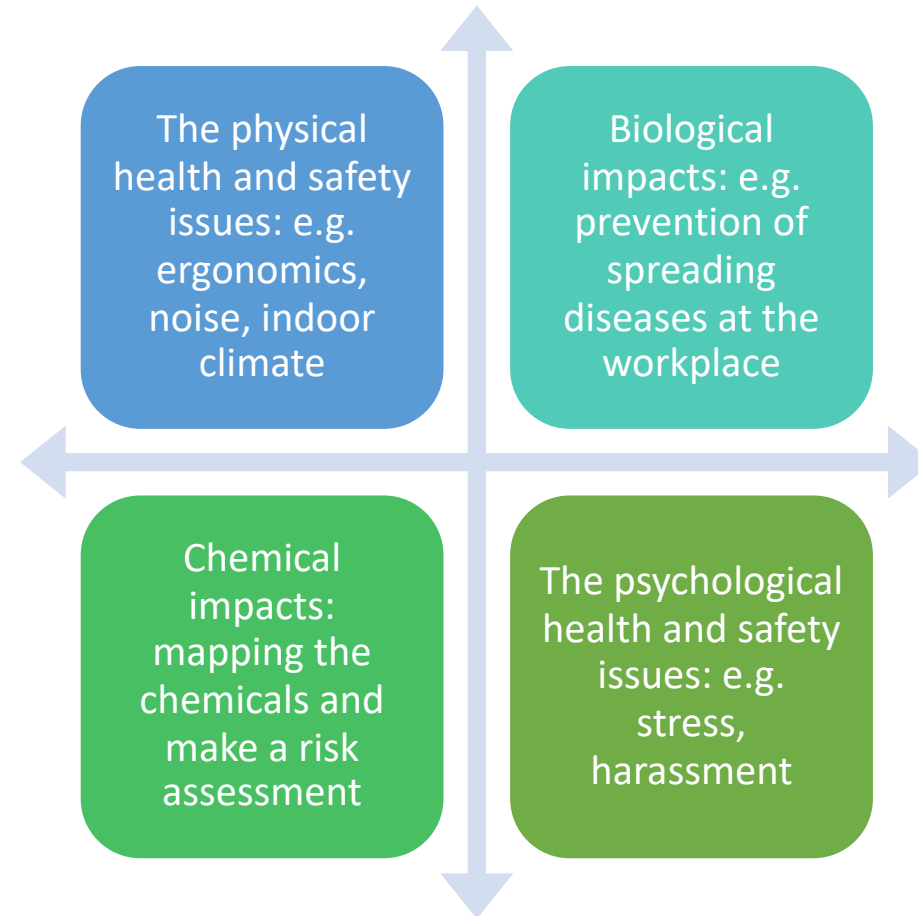 The physical
health and safety
issues: e.g.
ergonomics,
noise, indoor
climate
Biological
impacts: e.g.
prevention of
spreading
diseases at the
workplace
Chemical
impacts:
mapping the
chemicals and
make a risk
assessment
The psychological
health and safety
issues: e.g.
stress,
harassment